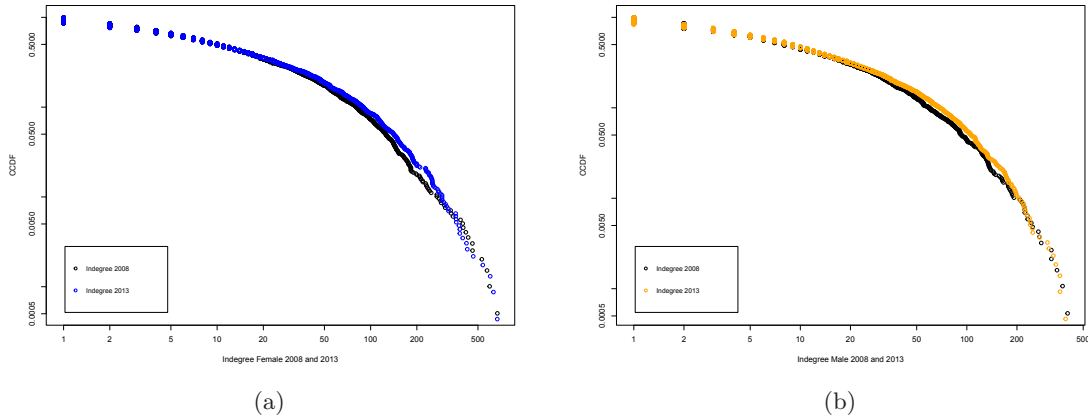 CCDF
0.5000
0.0500
0.0050
0.0005
Indegree 2008
Indegree 2013
1 2 5 10 20 50 100 200 500
Indegree Female 2008 and 2013
(a)
CCDF
0.5000
0.0500
0.0050
0.0005
Indegree 2008
Indegree 2013
1 2 5 10 20 50 100 200 500
Indegree Male 2008 and 2013
(b)